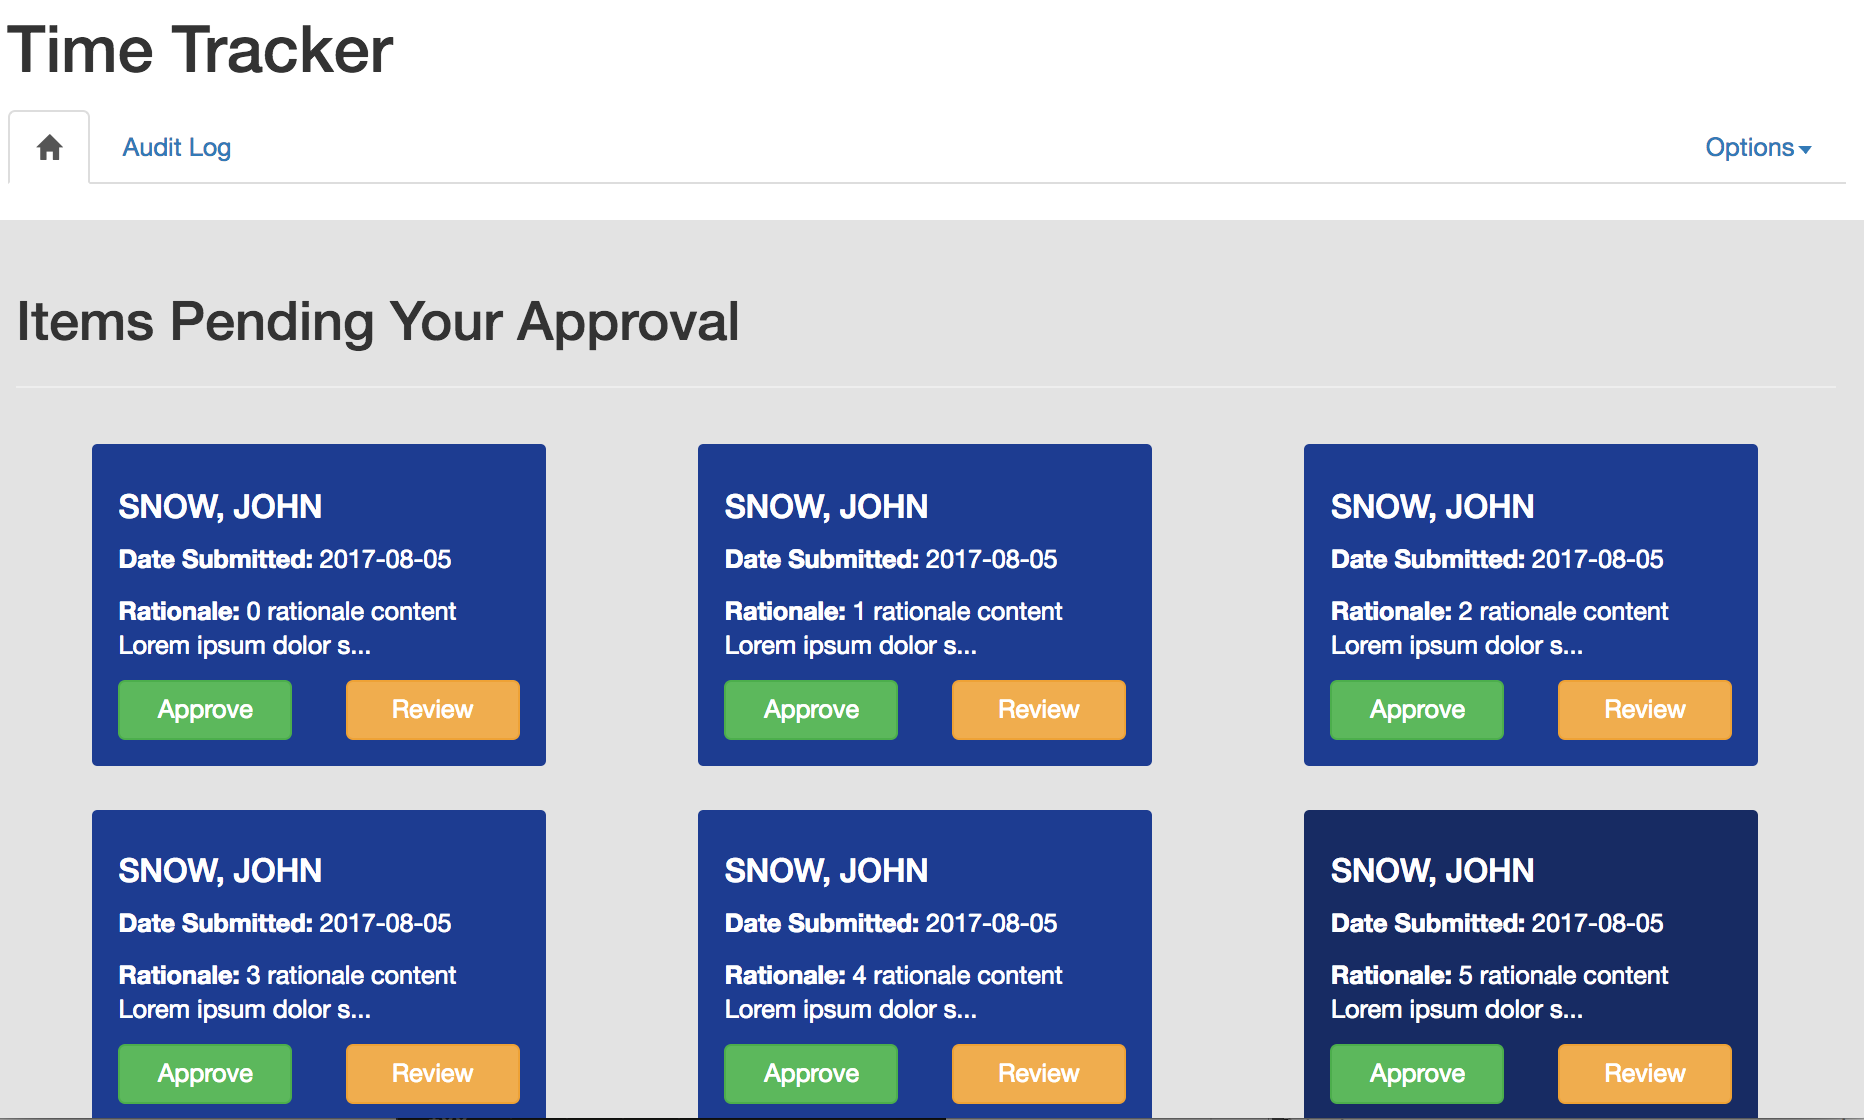 Time Tracker
Audit Log
Options
Items Pending Your Approval
SNOW, JOHN
Date Submitted: 2017-08-05
Rationale: 0 rationale content
Lorem ipsum dolor s...
Approve
Review
SNOW, JOHN
Date Submitted: 2017-08-05
Rationale: 1 rationale content
Lorem ipsum dolor s...
Approve
Review
SNOW, JOHN
Date Submitted: 2017-08-05
Rationale: 2 rationale content
Lorem ipsum dolor s...
Approve
Review
SNOW, JOHN
Date Submitted: 2017-08-05
Rationale: 3 rationale content
Lorem ipsum dolor s...
Approve
Review
SNOW, JOHN
Date Submitted: 2017-08-05
Rationale: 4 rationale content
Lorem ipsum dolor s...
Approve
Review
SNOW, JOHN
Date Submitted: 2017-08-05
Rationale: 5 rationale content
Lorem ipsum dolor s...
Approve
Review